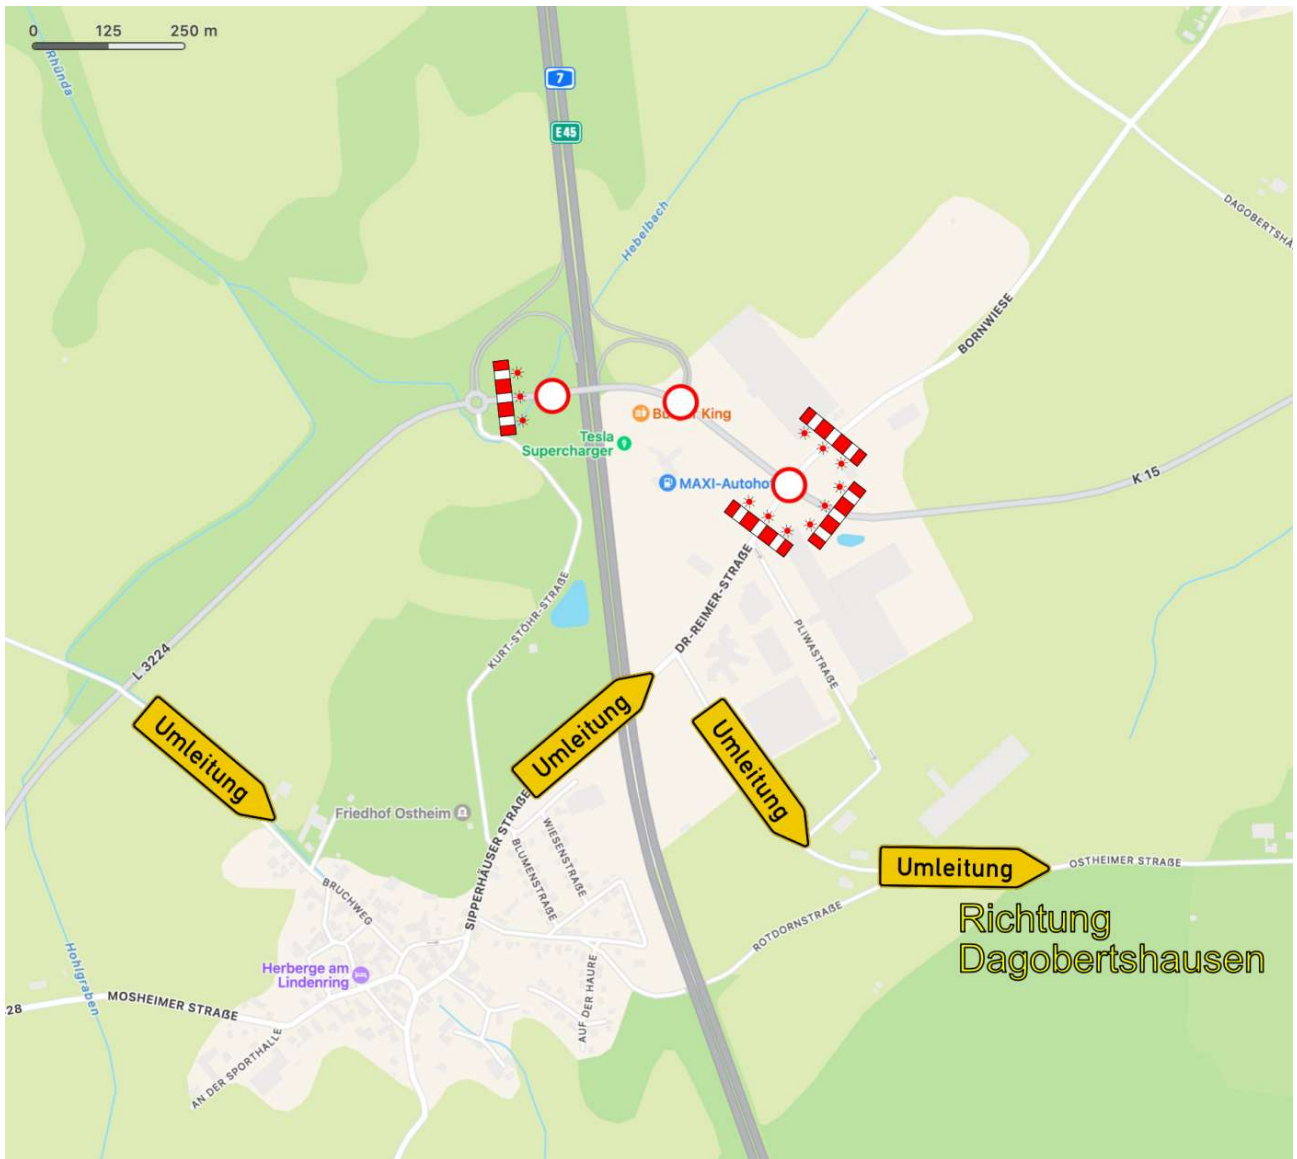 0 125 250 m
Rhünda
7
E45
Hebelbach
DAGOBERTSHÄ
BORNWIESE
Burger King
Tesla
Supercharger
MAXI-Autoho
K 15
KURT-STÖHR-STRAẞE
DR-REIMER-STRAẞE
PLIWASTRAẞE
L 3224
Umleitung
Umleitung
Umleitung
Friedhof Ostheim
SIPPERHÄUSER STRAẞE
WIESENSTRAẞE
BLUMENSTRAẞE
Umleitung
OSTHEIMER STRAẞE
BRUCHWEG
ROTDORNSTRAẞE
Richtung
Dagobertshausen
Hohlgraben
Herberge am
Lindenring
28
MOSHEIMER STRAẞE
AUF DER HAURE
AN DER SPORTHALLE